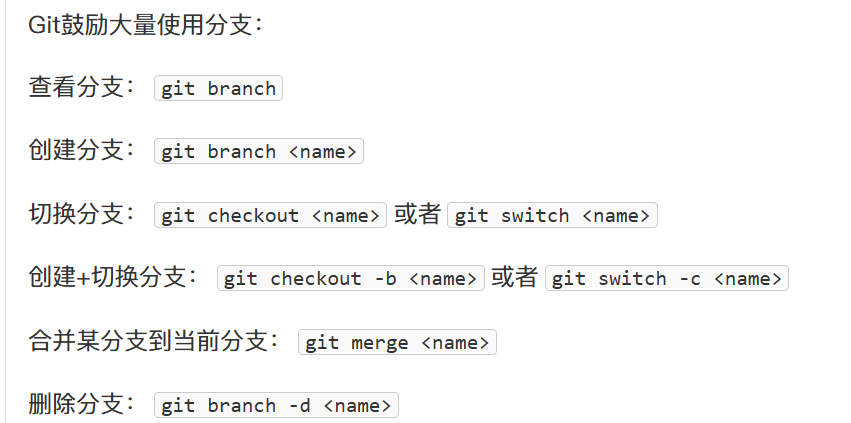 Git鼓励大量使用分支：
查看分支： git branch
创建分支： git branch <name>
切换分支： git checkout <name> 或者 git switch <name>
创建+切换分支： git checkout -b <name> 或者 git switch -c <name>
合并某分支到当前分支： git merge <name>
删除分支： git branch -d <name>